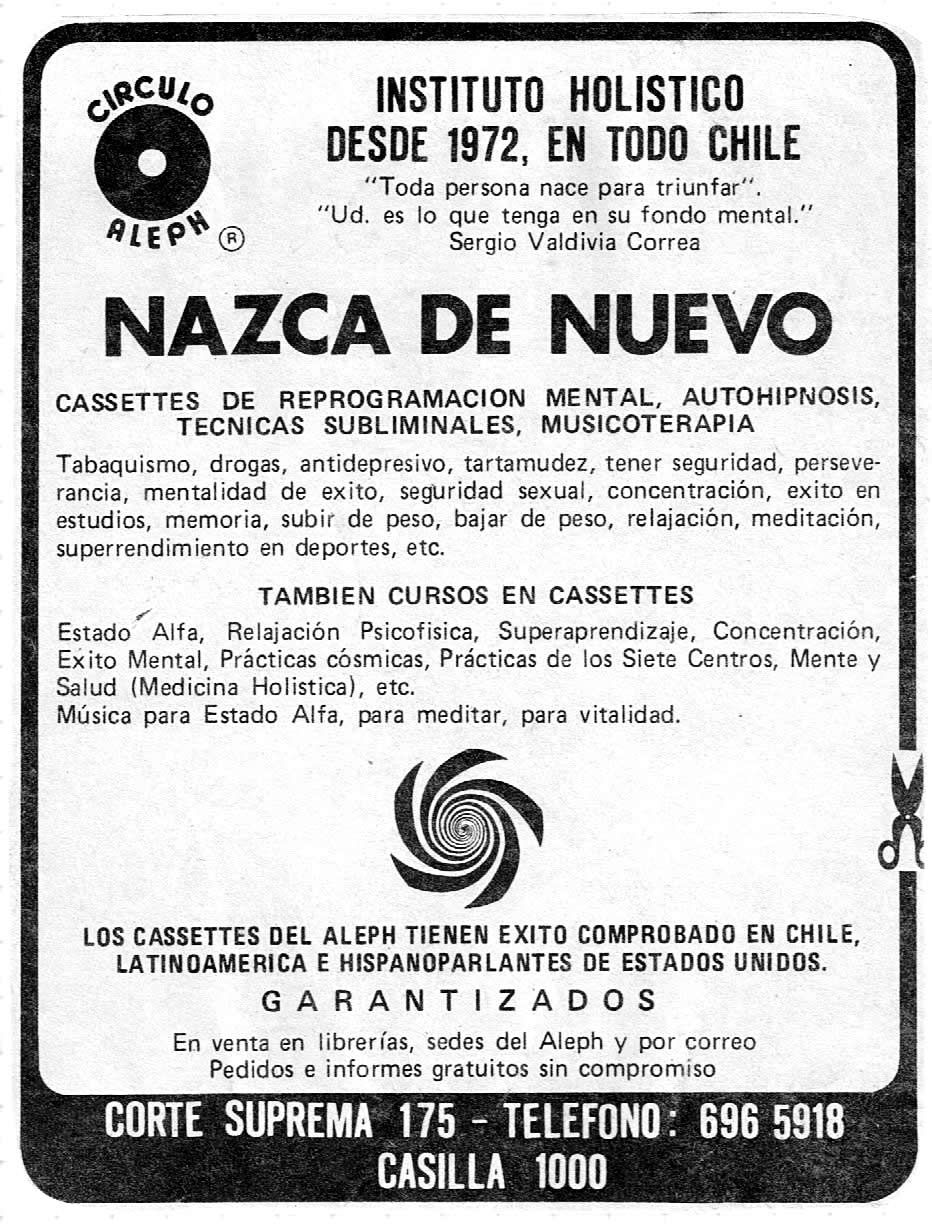 CIRCULO
ALEPH ®
INSTITUTO HOLISTICO
DESDE 1972, EN TODO CHILE
"Toda persona nace para triunfar".
"Ud. es lo que tenga en su fondo mental."
Sergio Valdivia Correa
NAZCA DE NUEVO
CASSETTES DE REPROGRAMACION MENTAL, AUTOHIPNOSIS,
TECNICAS SUBLIMINALES, MUSICOTERAPIA
Tabaquismo, drogas, antidepresivo, tartamudez, tener seguridad, perseve-
rancia, mentalidad de exito, seguridad sexual, concentración, exito en
estudios, memoria, subir de peso, bajar de peso, relajación, meditación,
superrendimiento en deportes, etc.
TAMBIEN CURSOS EN CASSETTES
Estado Alfa, Relajación Psicofisica, Superaprendizaje, Concentración,
Exito Mental, Prácticas cósmicas, Prácticas de los Siete Centros, Mente y
Salud (Medicina Holistica), etc.
Música para Estado Alfa, para meditar, para vitalidad.
LOS CASSETTES DEL ALEPH TIENEN EXITO COMPROBADO EN CHILE,
LATINOAMERICA E HISPANOPARLANTES DE ESTADOS UNIDOS.
GARANTIZADOS
En venta en librerías, sedes del Aleph y por correo
Pedidos e informes gratuitos sin compromiso
CORTE SUPREMA 175 - TELEFONO: 696 5918
CASILLA 1000